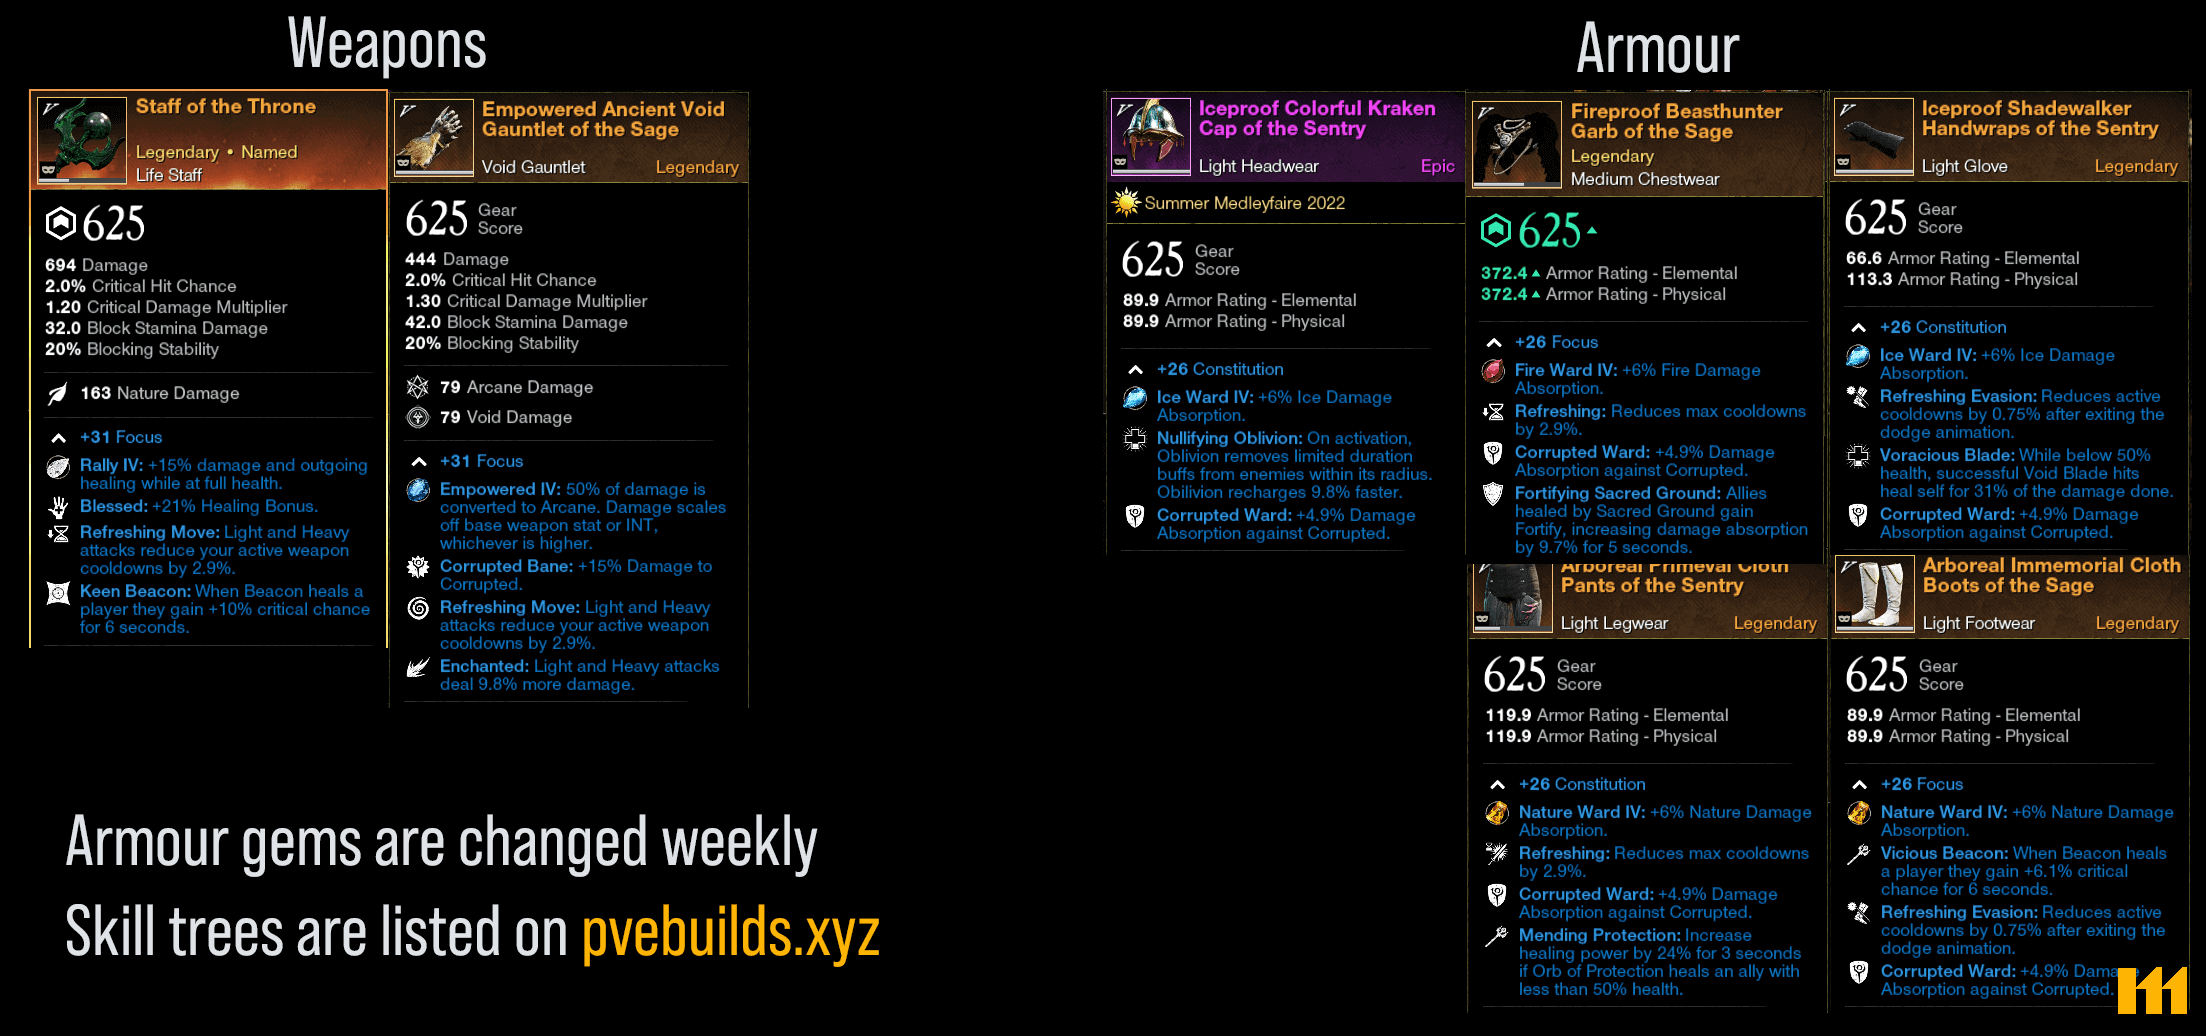 Weapons
Armour
Staff of the Throne
Legendary • Named
Life Staff
625
694 Damage
2.0% Critical Hit Chance
1.20 Critical Damage Multiplier
32.0 Block Stamina Damage
20% Blocking Stability
163 Nature Damage
+31 Focus
Rally IV: +15% damage and outgoing
healing while at full health.
Blessed: +21% Healing Bonus.
Refreshing Move: Light and Heavy
attacks reduce your active weapon
cooldowns by 2.9%.
Keen Beacon: When Beacon heals a
player they gain +10% critical chance
for 6 seconds.
Empowered Ancient Void
Gauntlet of the Sage
Void Gauntlet Legendary
625 Gear
Score
444 Damage
2.0% Critical Hit Chance
1.30 Critical Damage Multiplier
42.0 Block Stamina Damage
20% Blocking Stability
79 Arcane Damage
79 Void Damage
+31 Focus
Empowered IV: 50% of damage is
converted to Arcane. Damage scales
off base weapon stat or INT,
whichever is higher.
Corrupted Bane: +15% Damage to
Corrupted.
Refreshing Move: Light and Heavy
attacks reduce your active weapon
cooldowns by 2.9%.
Enchanted: Light and Heavy attacks
deal 9.8% more damage.
Iceproof Colorful Kraken
Cap of the Sentry
Light Headwear Epic
Summer Medleyfaire 2022
625 Gear
Score
89.9 Armor Rating - Elemental
89.9 Armor Rating - Physical
+26 Constitution
Ice Ward IV: +6% Ice Damage
Absorption.
Nullifying Oblivion: On activation,
Oblivion removes limited duration
buffs from enemies within its radius.
Obilivion recharges 9.8% faster.
Corrupted Ward: +4.9% Damage
Absorption against Corrupted.
Fireproof Beasthunter
Garb of the Sage
Legendary
Medium Chestwear
625
372.4 Armor Rating - Elemental
372.4 Armor Rating - Physical
+26 Focus
Fire Ward IV: +6% Fire Damage
Absorption.
Refreshing: Reduces max cooldowns
by 2.9%.
Corrupted Ward: +4.9% Damage
Absorption against Corrupted.
Fortifying Sacred Ground: Allies
healed by Sacred Ground gain
Fortify, increasing damage absorption
by 9.7% for 5 seconds.
Iceproof Shadewalker
Handwraps of the Sentry
Light Glove Legendary
625 Gear
Score
66.6 Armor Rating - Elemental
113.3 Armor Rating - Physical
+26 Constitution
Ice Ward IV: +6% Ice Damage
Absorption.
Refreshing Evasion: Reduces active
cooldowns by 0.75% after exiting the
dodge animation.
Voracious Blade: While below 50%
health, successful Void Blade hits
heal self for 31% of the damage done.
Corrupted Ward: +4.9% Damage
Absorption against Corrupted.
Arboreal Primeval Cloth
Pants of the Sentry
Light Legwear Legendary
625 Gear
Score
119.9 Armor Rating - Elemental
119.9 Armor Rating - Physical
+26 Constitution
Nature Ward IV: +6% Nature Damage
Absorption.
Refreshing: Reduces max cooldowns
by 2.9%.
Corrupted Ward: +4.9% Damage
Absorption against Corrupted.
Mending Protection: Increase
healing power by 24% for 3 seconds
if Orb of Protection heals an ally with
less than 50% health.
Arboreal Immemorial Cloth
Boots of the Sage
Light Footwear Legendary
625 Gear
Score
89.9 Armor Rating - Elemental
89.9 Armor Rating - Physical
+26 Focus
Nature Ward IV: +6% Nature Damage
Absorption.
Vicious Beacon: When Beacon heals
a player they gain +6.1% critical
chance for 6 seconds.
Refreshing Evasion: Reduces active
cooldowns by 0.75% after exiting the
dodge animation.
Corrupted Ward: +4.9% Dama
Absorption against Corrupted.
Armour gems are changed weekly
Skill trees are listed on pvebuilds.xyz